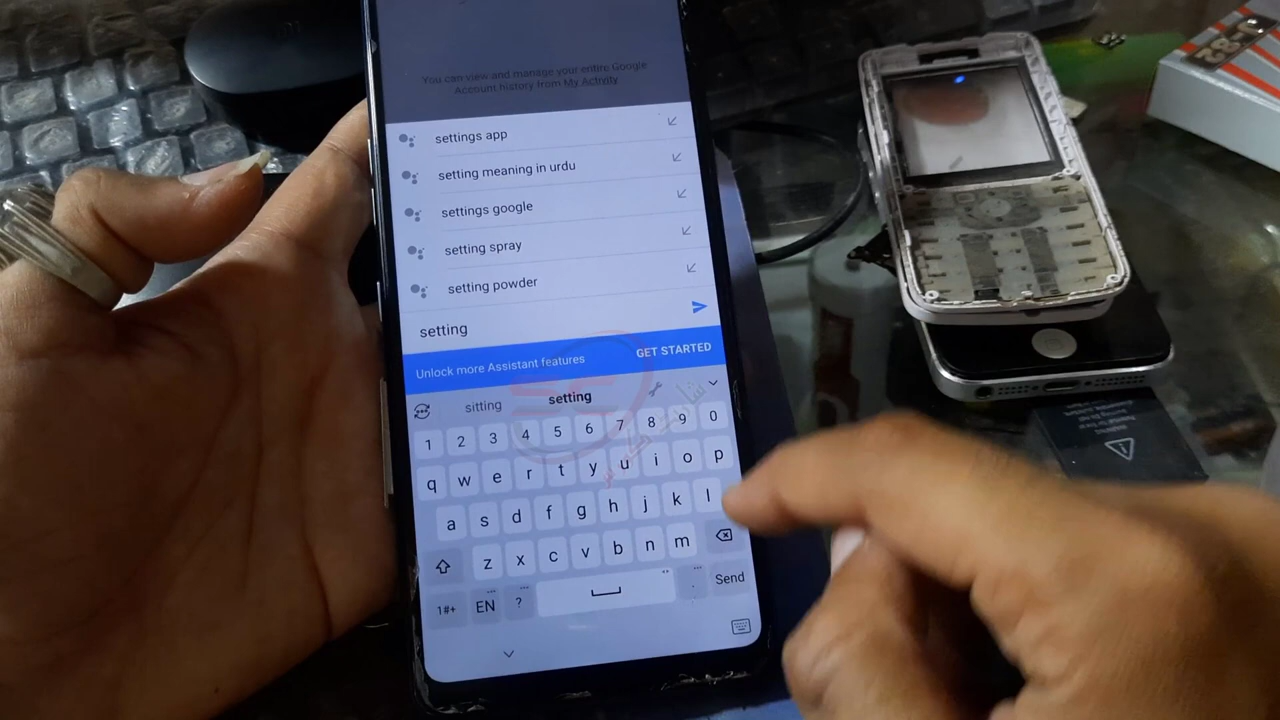 You can view and manage your entire Google
Account history from My Activity
settings app
setting meaning in urdu
settings google
setting spray
setting powder
setting
Unlock more Assistant features
GET STARTED
sitting
setting
1 2 3 4 5 6 7 8 9 0
q w e r t y u i o p
a s d f g h j k l
z x c v b n m
1#+ EN ? . Send